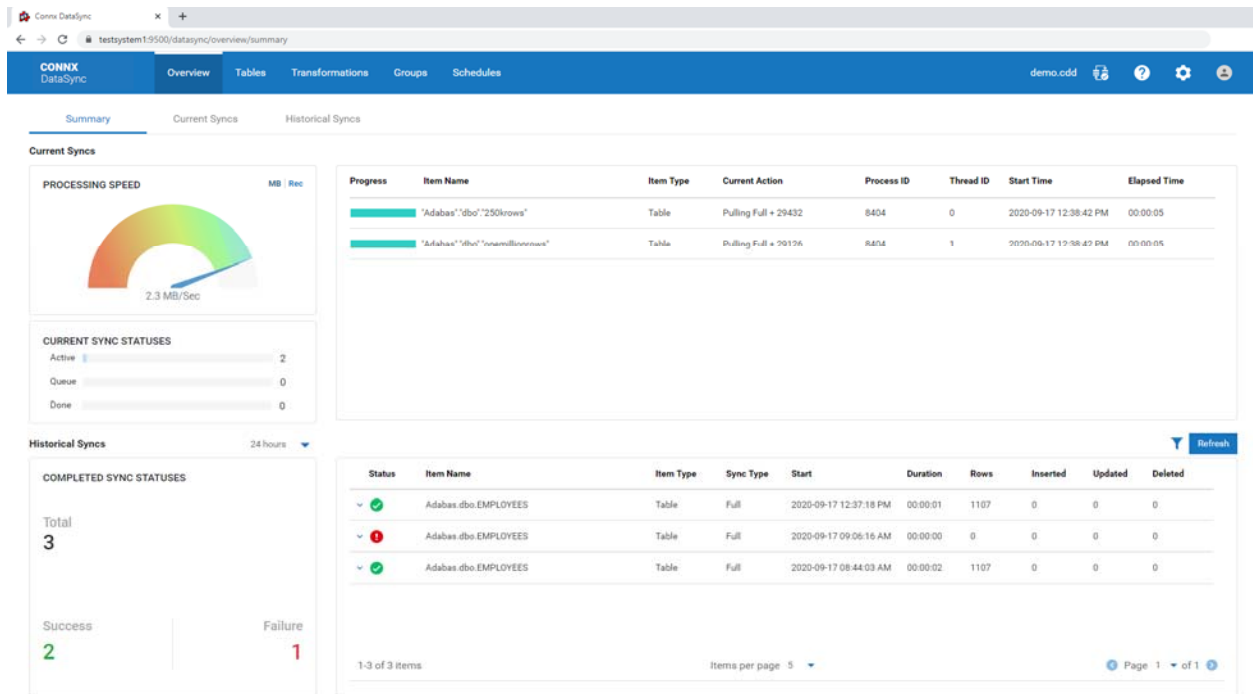 Connx DataSync
testsystem1:9500/datasync/overview/summary
CONNX
DataSync
Overview Tables Transformations Groups Schedules demo.cdd
Summary Current Syncs Historical Syncs
Current Syncs
PROCESSING SPEED MB Rec
2.3 MB/Sec
Progress Item Name Item Type Current Action Process ID Thread ID Start Time Elapsed Time
"Adabas"."dbo"."250krows" Table Pulling Full + 29432 8404 0 2020-09-17 12:38:42 PM 00:00:05
"Adabas"."dbo"."onemillionrows" Table Pulling Full + 29126 8404 1 2020-09-17 12:38:42 PM 00:00:05
CURRENT SYNC STATUSES
Active 2
Queue 0
Done 0
Historical Syncs 24 hours Refresh
COMPLETED SYNC STATUSES
Total
3
Success Failure
2 1
Status Item Name Item Type Sync Type Start Duration Rows Inserted Updated Deleted
Adabas.dbo.EMPLOYEES Table Full 2020-09-17 12:37:18 PM 00:00:01 1107 0 0 0
Adabas.dbo.EMPLOYEES Table Full 2020-09-17 09:06:16 AM 00:00:00 0 0 0 0
Adabas.dbo.EMPLOYEES Table Full 2020-09-17 08:44:03 AM 00:00:02 1107 0 0 0
1-3 of 3 items Items per page 5 Page 1 of 1